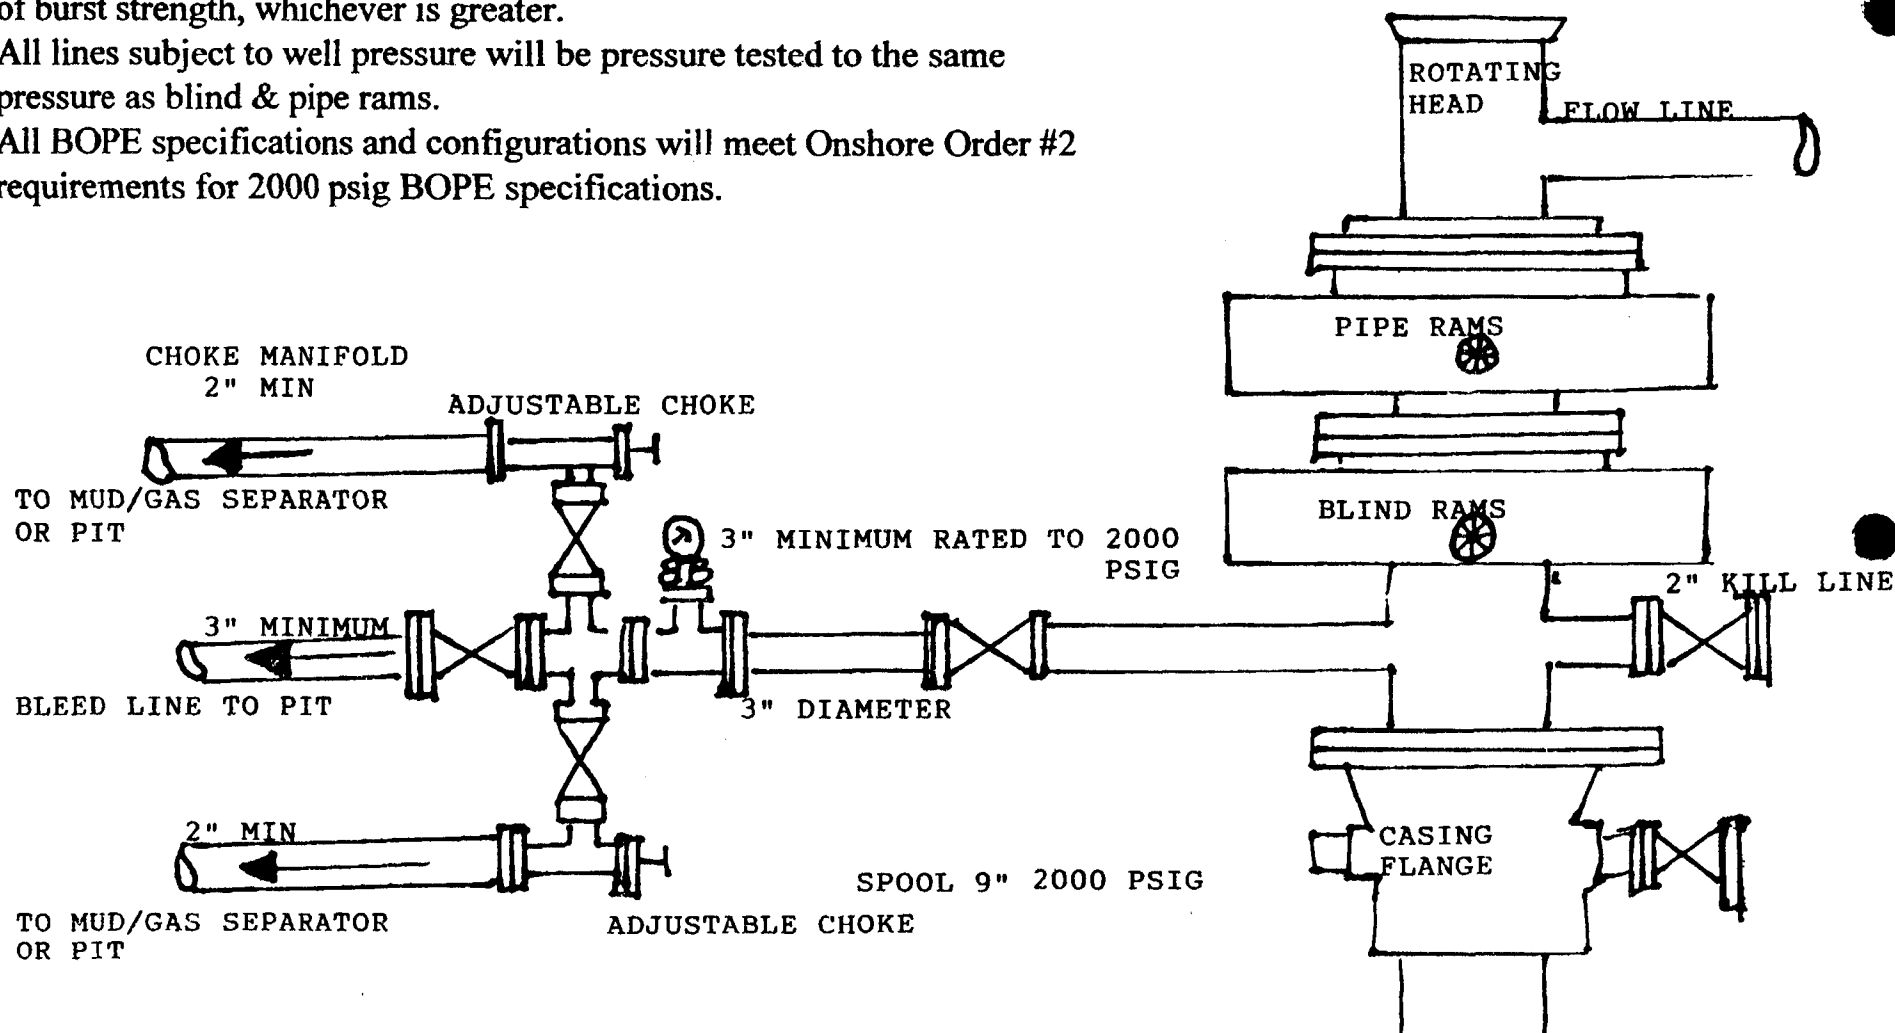 of burst strength, whichever is greater.
All lines subject to well pressure will be pressure tested to the same
pressure as blind & pipe rams.
All BOPE specifications and configurations will meet Onshore Order #2
requirements for 2000 psig BOPE specifications.
ROTATING
HEAD
FLOW LINE
PIPE RAMS
CHOKE MANIFOLD
2" MIN
ADJUSTABLE CHOKE
TO MUD/GAS SEPARATOR
OR PIT
BLIND RAMS
3" MINIMUM RATED TO 2000
PSIG
2" KILL LINE
3" MINIMUM
BLEED LINE TO PIT
3" DIAMETER
2" MIN
CASING
FLANGE
SPOOL 9" 2000 PSIG
TO MUD/GAS SEPARATOR
OR PIT
ADJUSTABLE CHOKE